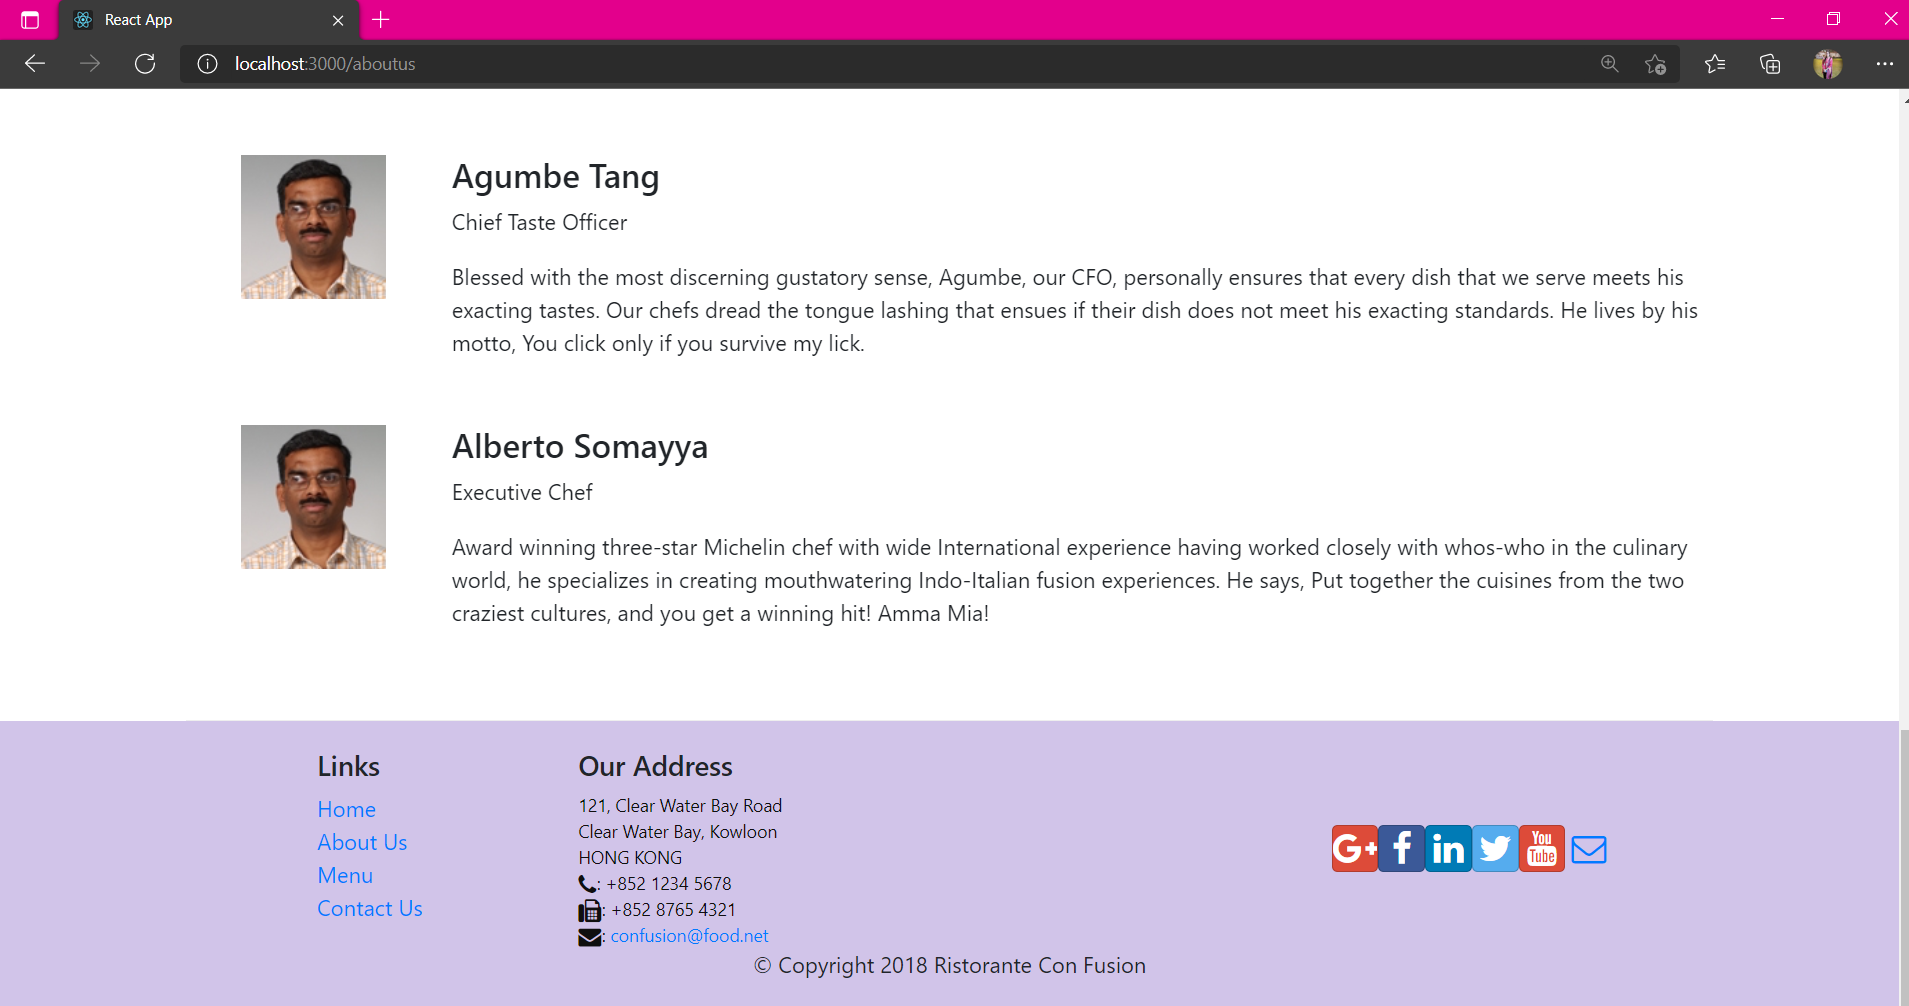 React App
localhost:3000/aboutus
Agumbe Tang
Chief Taste Officer
Blessed with the most discerning gustatory sense, Agumbe, our CFO, personally ensures that every dish that we serve meets his
exacting tastes. Our chefs dread the tongue lashing that ensues if their dish does not meet his exacting standards. He lives by his
motto, You click only if you survive my lick.
Alberto Somayya
Executive Chef
Award winning three-star Michelin chef with wide International experience having worked closely with whos-who in the culinary
world, he specializes in creating mouthwatering Indo-Italian fusion experiences. He says, Put together the cuisines from the two
craziest cultures, and you get a winning hit! Amma Mia!
Links
Home
About Us
Menu
Contact Us
Our Address
121, Clear Water Bay Road
Clear Water Bay, Kowloon
HONG KONG
: +852 1234 5678
: +852 8765 4321
: confusion@food.net
G+ f in You Tube
© Copyright 2018 Ristorante Con Fusion